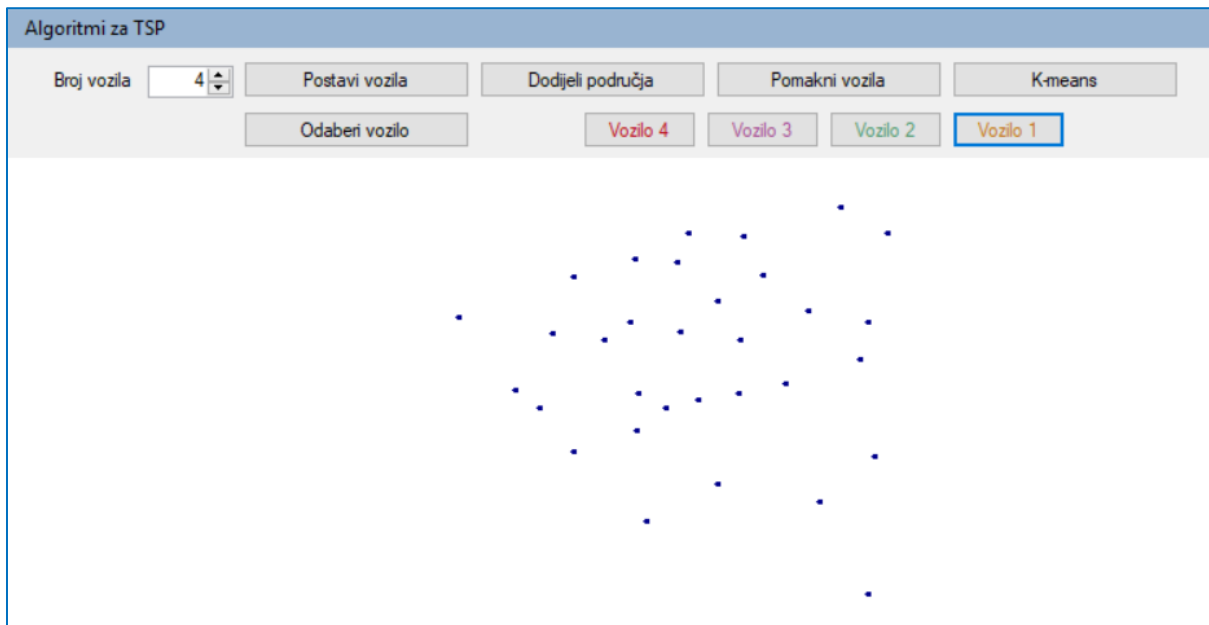 Algoritmi za TSP
Broj vozila 4 Postavi vozila Dodijeli područja Pomakni vozila K-means
Odaberi vozilo Vozilo 4 Vozilo 3 Vozilo 2 Vozilo 1